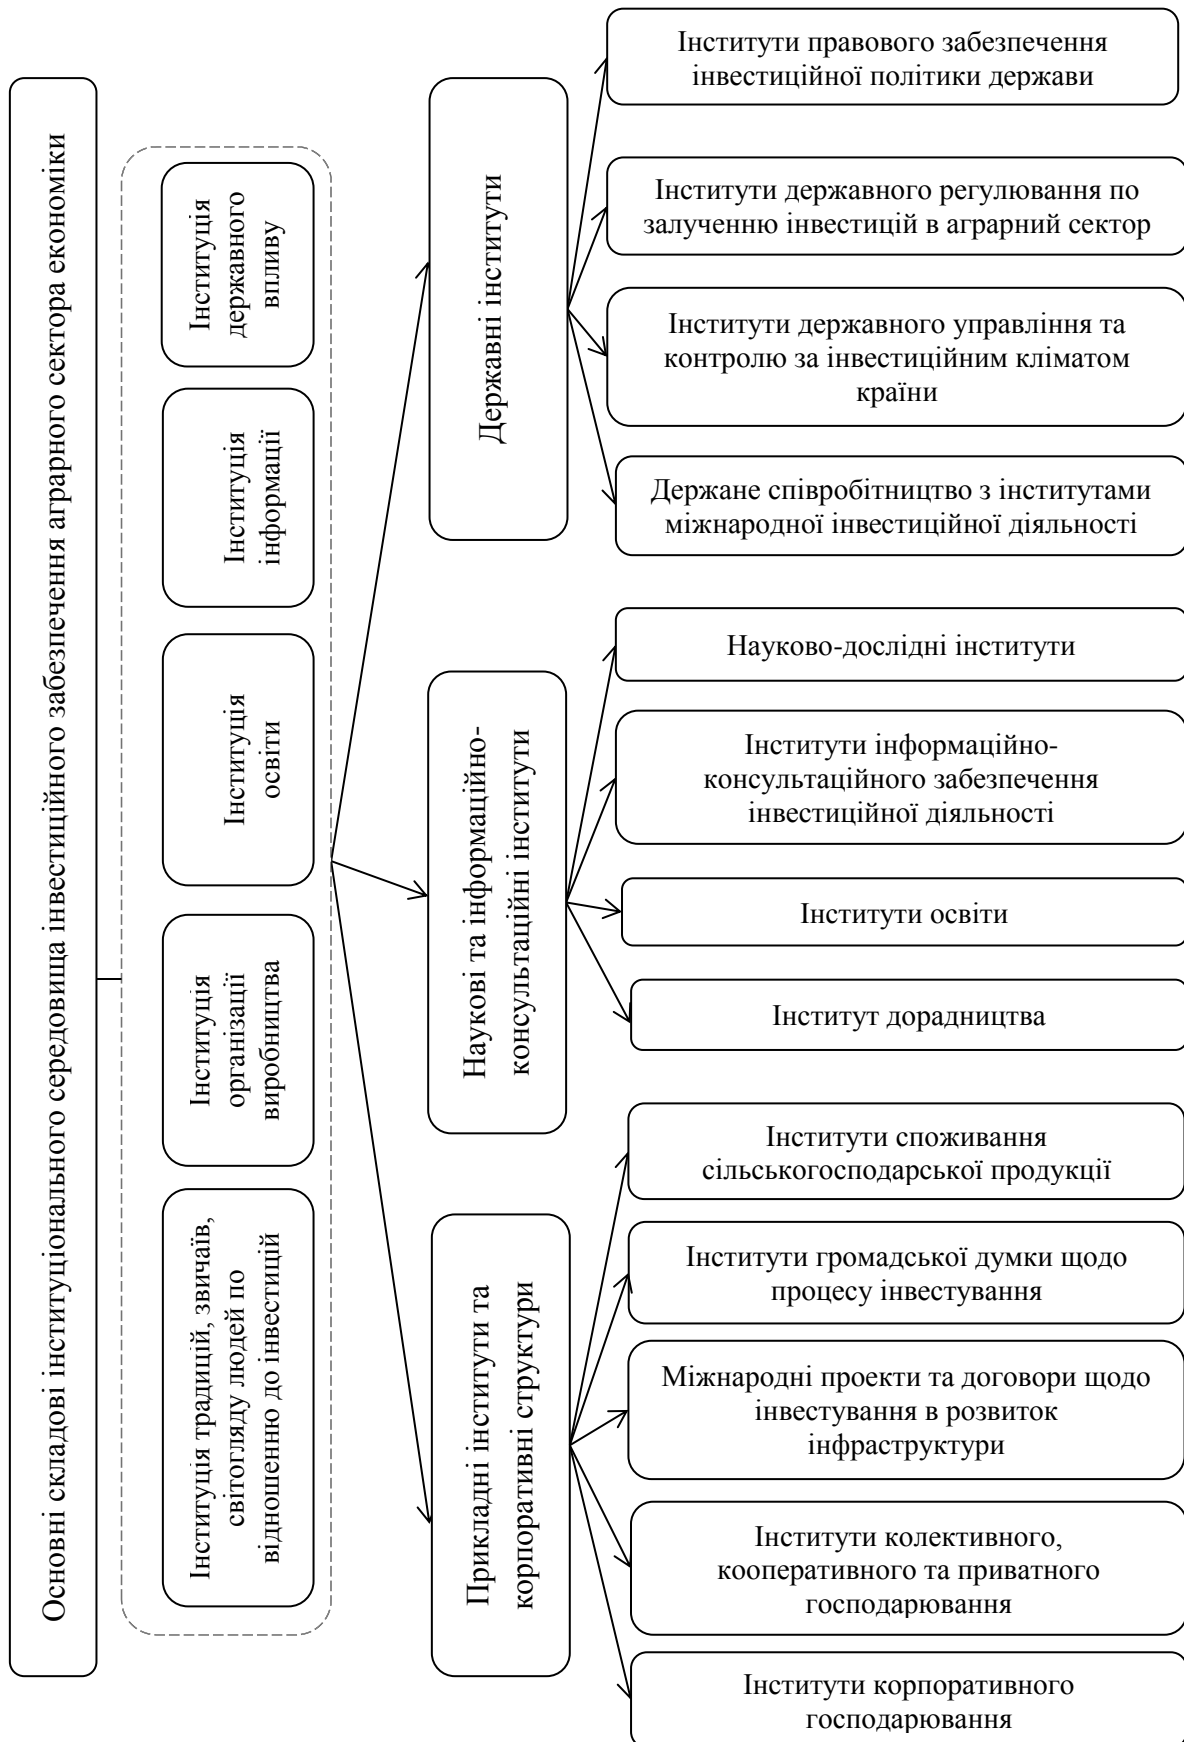 Основні складові інституціонального середовища інвестиційного забезпечення аграрного сектора економіки
Інституція
державного
впливу
Інституція
інформації
Інституція
освіти
Інституція
організації
виробництва
Інституція традицій, звичаїв,
світогляду людей по
відношенню до інвестицій
Державні інститути
Інститути правового забезпечення
інвестиційної політики держави
Інститути державного регулювання по
залученню інвестицій в аграрний сектор
Інститути державного управління та
контролю за інвестиційним кліматом
країни
Держане співробітництво з інститутами
міжнародної інвестиційної діяльності
Наукові та інформаційно-
консультаційні інститути
Науково-дослідні інститути
Інститути інформаційно-
консультаційного забезпечення
інвестиційної діяльності
Інститути освіти
Інститут дорадництва
Прикладні інститути та
корпоративні структури
Інститути споживання
сільськогосподарської продукції
Інститути громадської думки щодо
процесу інвестування
Міжнародні проекти та договори щодо
інвестування в розвиток
інфраструктури
Інститути колективного,
кооперативного та приватного
господарювання
Інститути корпоративного
господарювання